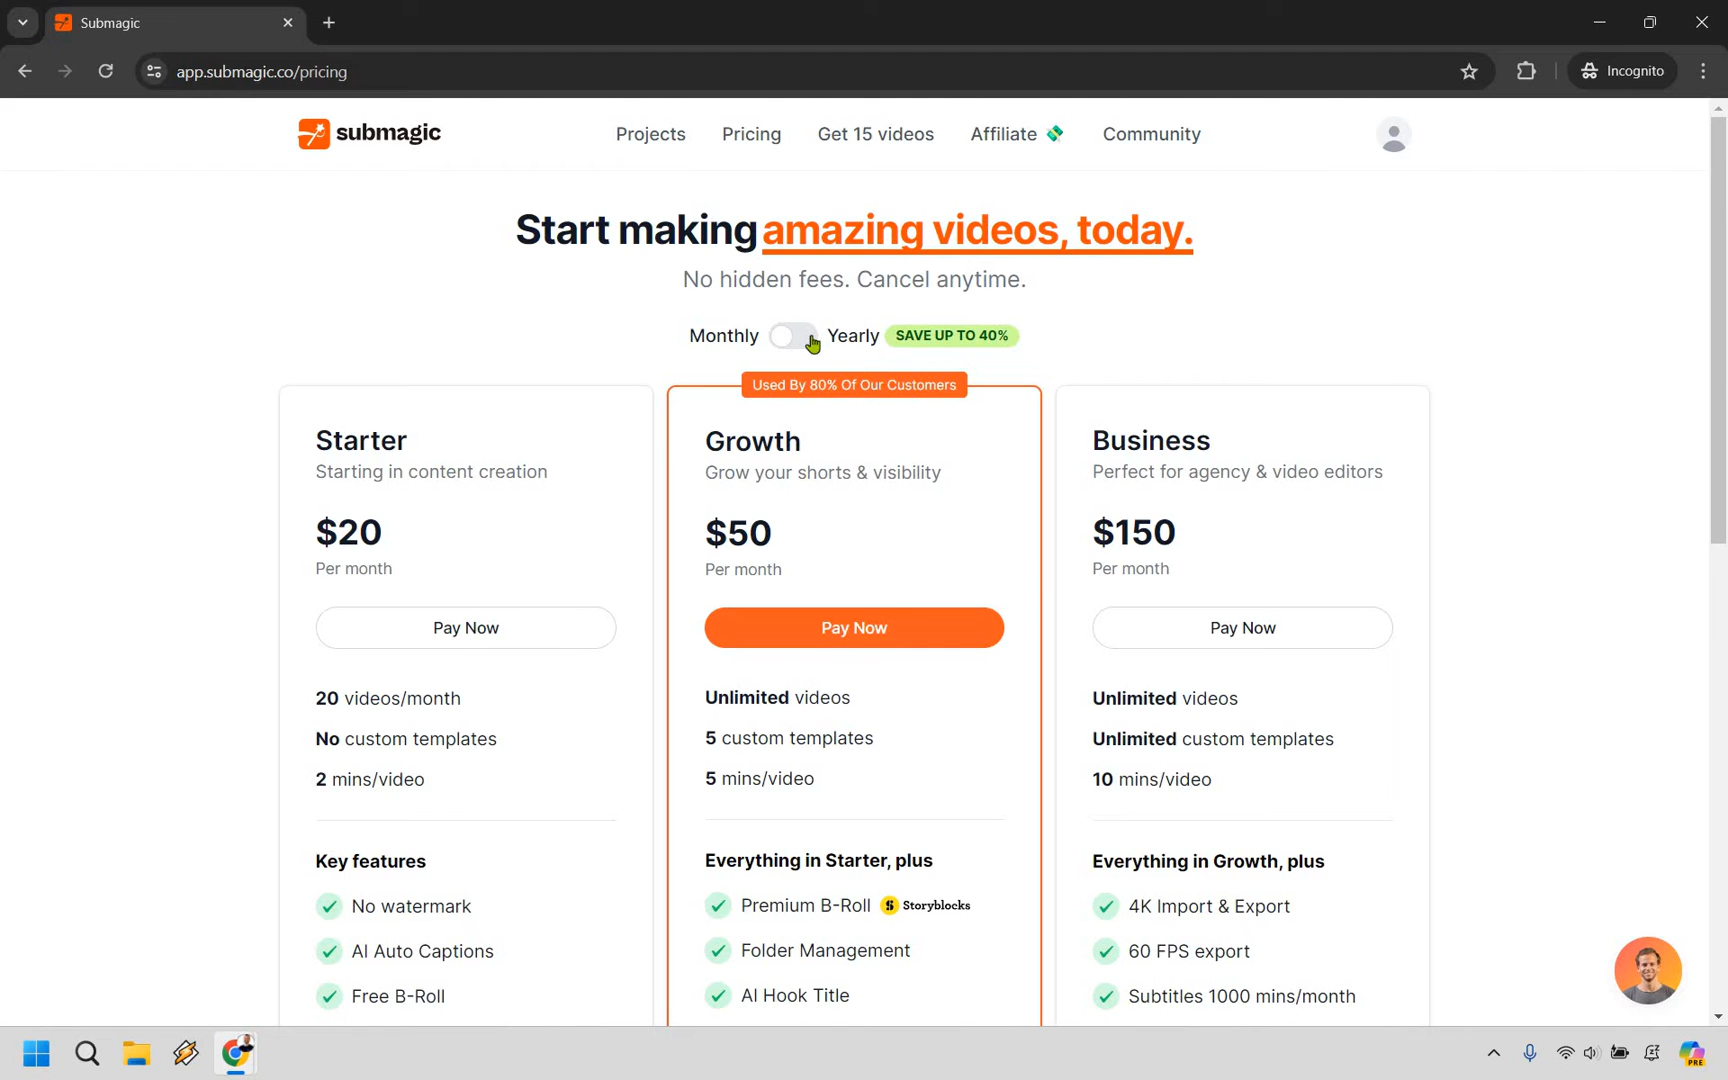 Submagic
app.submagic.co/pricing
Incognito
submagic
Projects
Pricing
Get 15 videos
Affiliate 💸
Community
Start making amazing videos, today.
No hidden fees. Cancel anytime.
Monthly
Yearly
SAVE UP TO 40%
Starter
Starting in content creation
$20
Per month
Pay Now
20 videos/month
No custom templates
2 mins/video
Key features
No watermark
AI Auto Captions
Free B-Roll
Used By 80% Of Our Customers
Growth
Grow your shorts & visibility
$50
Per month
Pay Now
Unlimited videos
5 custom templates
5 mins/video
Everything in Starter, plus
Premium B-Roll Storyblocks
Folder Management
AI Hook Title
Business
Perfect for agency & video editors
$150
Per month
Pay Now
Unlimited videos
Unlimited custom templates
10 mins/video
Everything in Growth, plus
4K Import & Export
60 FPS export
Subtitles 1000 mins/month
PRE